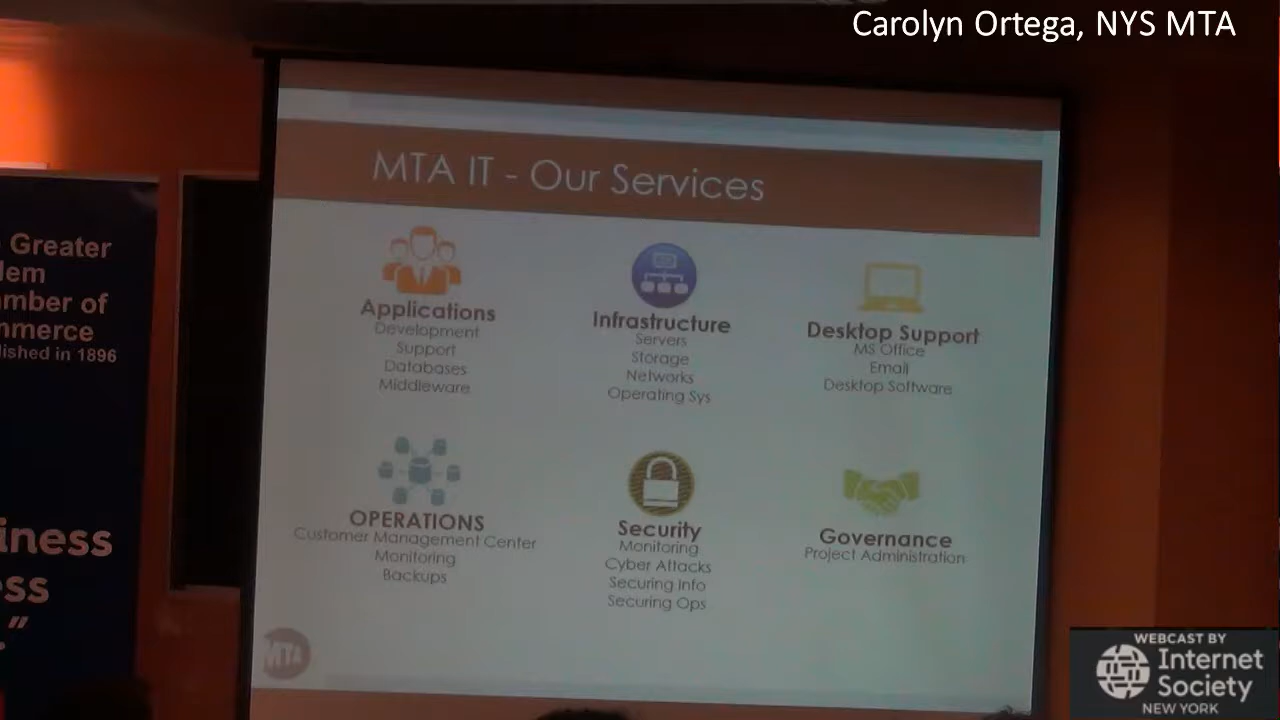 Carolyn Ortega, NYS MTA
MTA IT - Our Services
Applications
Development
Support
Databases
Middleware
Infrastructure
Servers
Storage
Networks
Operating Sys
Desktop Support
MS Office
Email
Desktop Software
OPERATIONS
Customer Management Center
Monitoring
Backups
Security
Monitoring
Cyber Attacks
Securing Info
Securing Ops
Governance
Project Administration
MTA
Greater
lem
amber of
mmerce
lished in 1896
iness
ss
."
WEBCAST BY
Internet
Society
NEW YORK